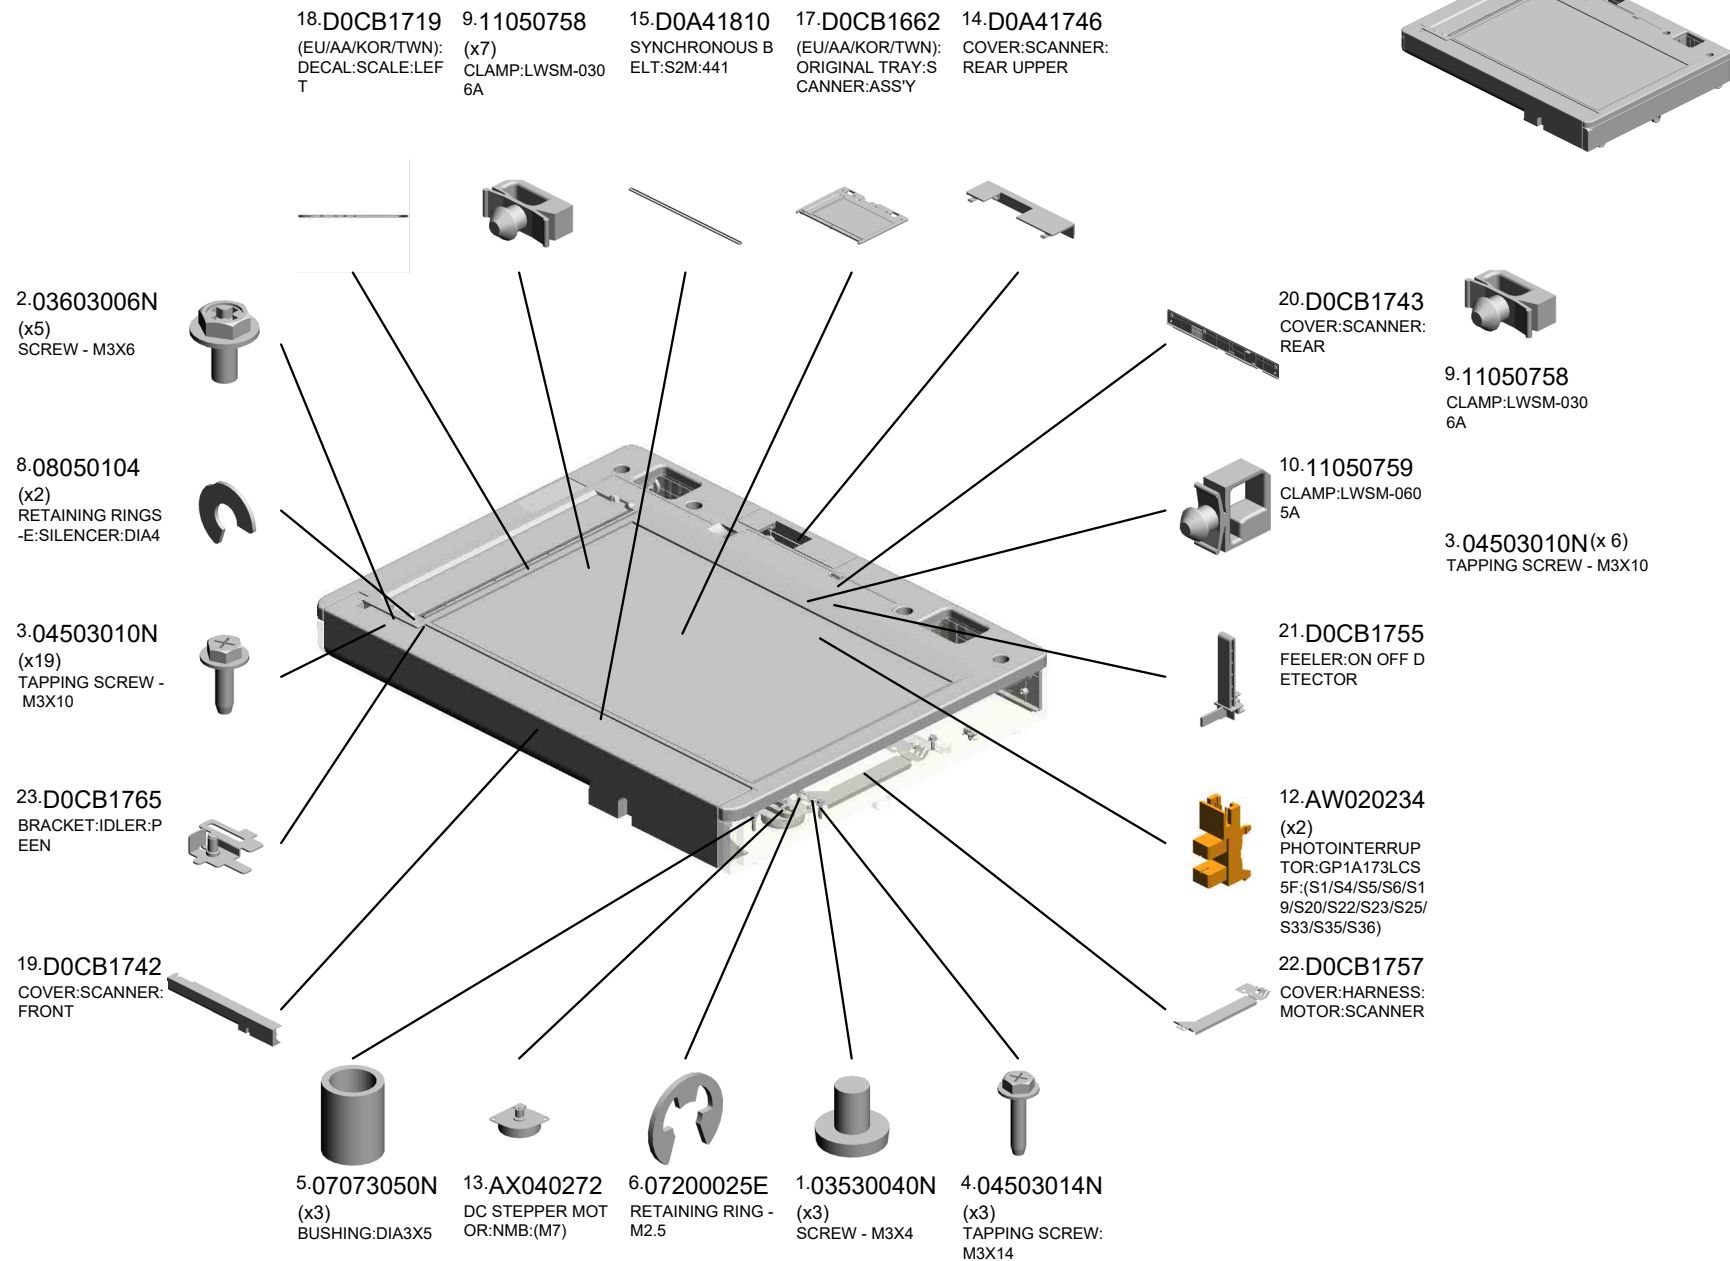 18.D0CB1719
(EU/AA/KOR/TWN):
DECAL:SCALE:LEF
T
9.11050758
(x7)
CLAMP:LWSM-030
6A
15.D0A41810
SYNCHRONOUS B
ELT:S2M:441
17.D0CB1662
(EU/AA/KOR/TWN):
ORIGINAL TRAY:S
CANNER:ASS'Y
14.D0A41746
COVER:SCANNER:
REAR UPPER
2.03603006N
(x5)
SCREW - M3X6
20.D0CB1743
COVER:SCANNER:
REAR
9.11050758
CLAMP:LWSM-030
6A
8.08050104
(x2)
RETAINING RINGS
-E:SILENCER:DIA4
10.11050759
CLAMP:LWSM-060
5A
3.04503010N(x 6)
TAPPING SCREW - M3X10
3.04503010N
(x19)
TAPPING SCREW -
M3X10
21.D0CB1755
FEELER:ON OFF D
ETECTOR
23.D0CB1765
BRACKET:IDLER:P
EEN
12.AW020234
(x2)
PHOTOINTERRUP
TOR:GP1A173LCS
5F:(S1/S4/S5/S6/S1
9/S20/S22/S23/S25/
S33/S35/S36)
19.D0CB1742
COVER:SCANNER:
FRONT
22.D0CB1757
COVER:HARNESS:
MOTOR:SCANNER
5.07073050N
(x3)
BUSHING:DIA3X5
13.AX040272
DC STEPPER MOT
OR:NMB:(M7)
6.07200025E
RETAINING RING -
M2.5
1.03530040N
(x3)
SCREW - M3X4
4.04503014N
(x3)
TAPPING SCREW:
M3X14